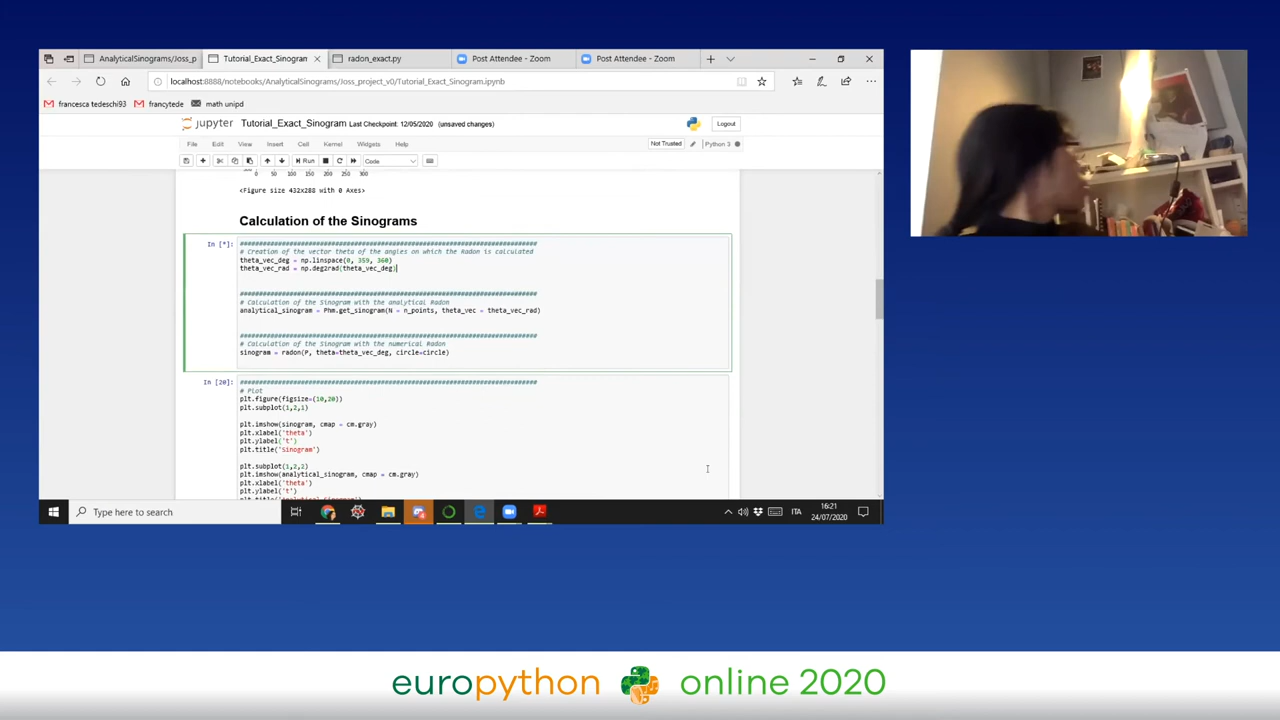 AnalyticalSinograms/Joss_p
Tutorial_Exact_Sinogram
radon_exact.py
Post Attendee - Zoom
Post Attendee - Zoom
localhost:8888/notebooks/AnalyticalSinograms/Joss_project_v0/Tutorial_Exact_Sinogram.ipynb
francesca tedeschi93
francytede
math unipd
jupyter Tutorial_Exact_Sinogram Last Checkpoint: 12/05/2020 (unsaved changes)
Logout
File Edit View Insert Cell Kernel Widgets Help
Not Trusted
Python 3
Run
Code
0 50 100 150 200 250 300
<Figure size 432x288 with 0 Axes>
Calculation of the Sinograms
In [*]:
######################################################################
# Creation of the vector theta of the angles on which the Radon is calculated
theta_vec_deg = np.linspace(0, 359, 360)
theta_vec_rad = np.deg2rad(theta_vec_deg)
######################################################################
# Calculation of the Sinogram with the analytical Radon
analytical_sinogram = Phm.get_sinogram(N = n_points, theta_vec = theta_vec_rad)
######################################################################
# Calculation of the Sinogram with the numerical Radon
sinogram = radon(P, theta=theta_vec_deg, circle=circle)
In [20]:
######################################################################
# Plot
plt.figure(figsize=(10,20))
plt.subplot(1,2,1)
plt.imshow(sinogram, cmap = cm.gray)
plt.xlabel('theta')
plt.ylabel('t')
plt.title('Sinogram')
plt.subplot(1,2,2)
plt.imshow(analytical_sinogram, cmap = cm.gray)
plt.xlabel('theta')
plt.ylabel('t')
Type here to search
ITA
16:21
24/07/2020
europython online 2020